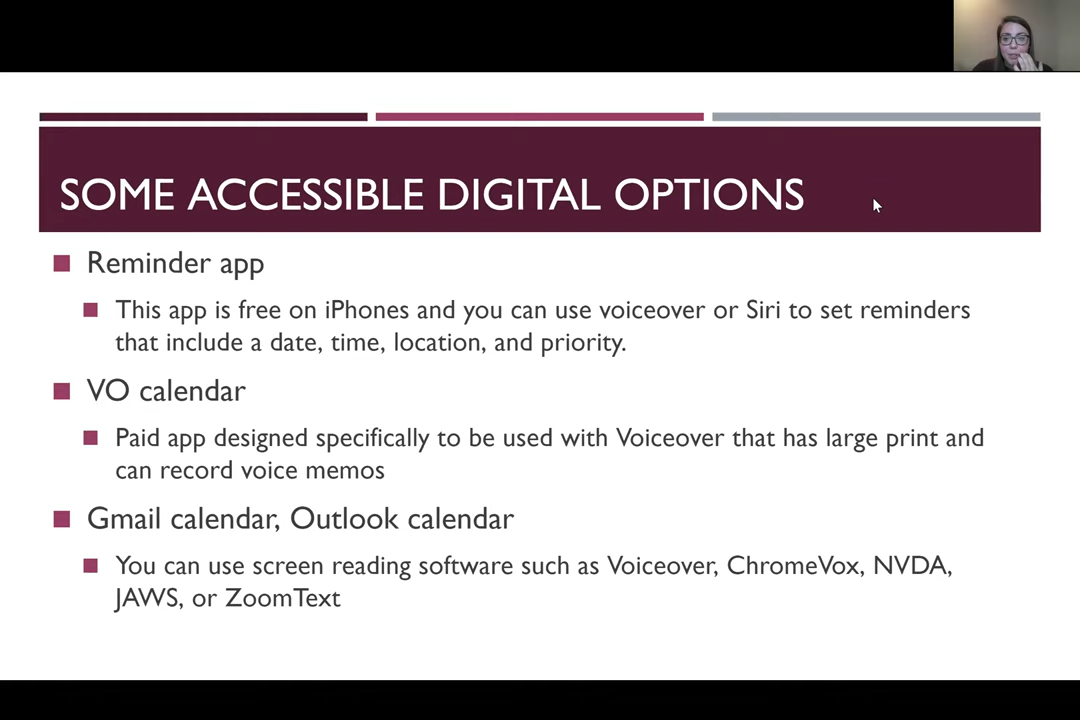 SOME ACCESSIBLE DIGITAL OPTIONS
Reminder app
This app is free on iPhones and you can use voiceover or Siri to set reminders
that include a date, time, location, and priority.
VO calendar
Paid app designed specifically to be used with Voiceover that has large print and
can record voice memos
Gmail calendar, Outlook calendar
You can use screen reading software such as Voiceover, ChromeVox, NVDA,
JAWS, or ZoomText